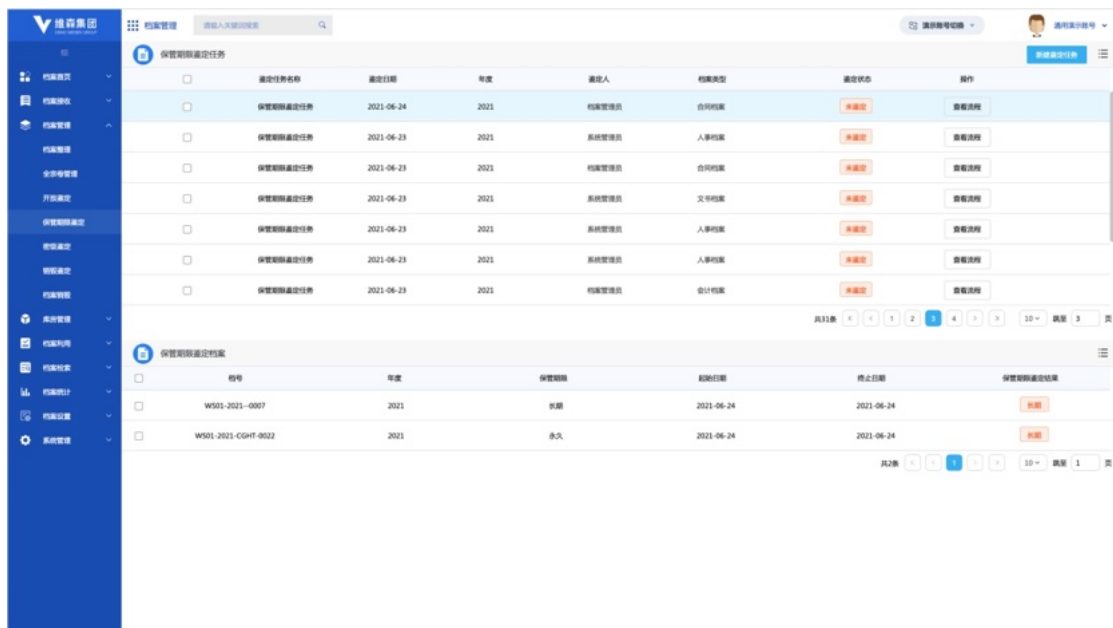 维森集团
档案管理
请输入关键词搜索
演示账号切换
通用演示账号
档案首页
档案接收
档案管理
档案整理
全宗卷管理
开放鉴定
保管期限鉴定
密级鉴定
销毁鉴定
档案销毁
库房管理
档案利用
档案检索
档案统计
档案设置
系统管理
保管期限鉴定任务
新建鉴定任务
鉴定任务名称 鉴定日期 年度 鉴定人 档案类型 鉴定状态 操作
保管期限鉴定任务 2021-06-24 2021 档案管理员 合同档案 未鉴定 查看流程
保管期限鉴定任务 2021-06-23 2021 系统管理员 人事档案 未鉴定 查看流程
保管期限鉴定任务 2021-06-23 2021 档案管理员 合同档案 未鉴定 查看流程
保管期限鉴定任务 2021-06-23 2021 系统管理员 文书档案 未鉴定 查看流程
保管期限鉴定任务 2021-06-23 2021 系统管理员 人事档案 未鉴定 查看流程
保管期限鉴定任务 2021-06-23 2021 系统管理员 人事档案 未鉴定 查看流程
保管期限鉴定任务 2021-06-23 2021 档案管理员 会计档案 未鉴定 查看流程
共31条 < < 1 2 3 4 > > 10 跳至 3 页
保管期限鉴定档案
档号 年度 保管期限 起始日期 终止日期 保管期限鉴定结果
WS01-2021--0007 2021 长期 2021-06-24 2021-06-24 长期
WS01-2021-CGHT-0022 2021 永久 2021-06-24 2021-06-24 长期
共2条 < < 1 > > 10 跳至 1 页